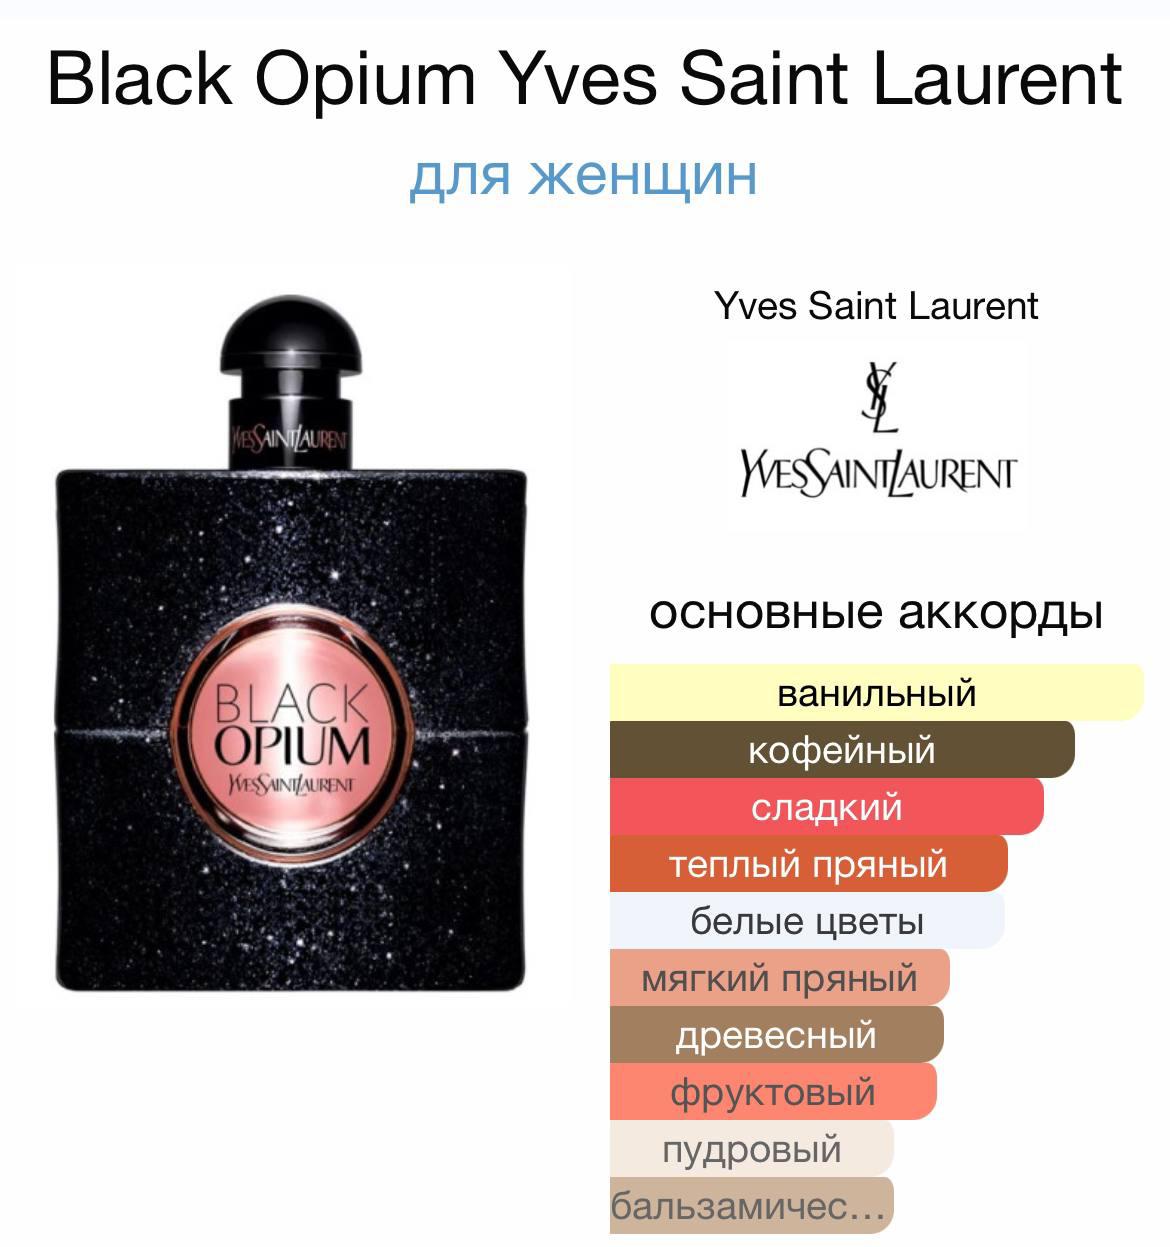 Black Opium Yves Saint Laurent
для женщин
YVESSAINTLAURENT
BLACK
OPIUM
YVESSAINTLAURENT
Yves Saint Laurent
YSL
YVESSAINTLAURENT
основные аккорды
ванильный
кофейный
сладкий
теплый пряный
белые цветы
мягкий пряный
древесный
фруктовый
пудровый
бальзамичес...